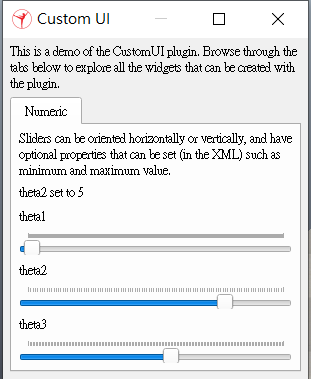 Custom UI
This is a demo of the CustomUI plugin. Browse through the
tabs below to explore all the widgets that can be created with
the plugin.
Numeric
Sliders can be oriented horizontally or vertically, and have
optional properties that can be set (in the XML) such as
minimum and maximum value.
theta2 set to 5
theta1
theta2
theta3